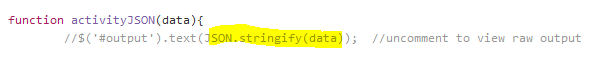 function activityJSON(data){
//$('#output').text(JSON.stringify(data)); //uncomment to view raw output